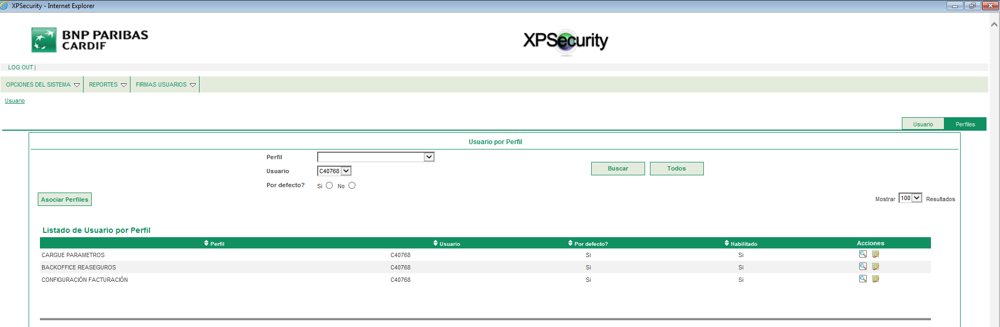 XPSecurity - Internet Explorer
BNP PARIBAS
CARDIF
XPSecurity
LOG OUT |
OPCIONES DEL SISTEMA REPORTES FIRMAS USUARIOS
Usuario
Usuario Perfiles
Usuario por Perfil
Perfil
Usuario C40768
Buscar Todos
Por defecto? Si No
Asociar Perfiles
Mostrar 100 Resultados
Listado de Usuario por Perfil
Perfil Usuario Por defecto? Habilitado Acciones
CARGUE PARAMETROS C40768 Si Si
BACKOFFICE REASEGUROS C40768 Si Si
CONFIGURACIÓN FACTURACIÓN C40768 Si Si